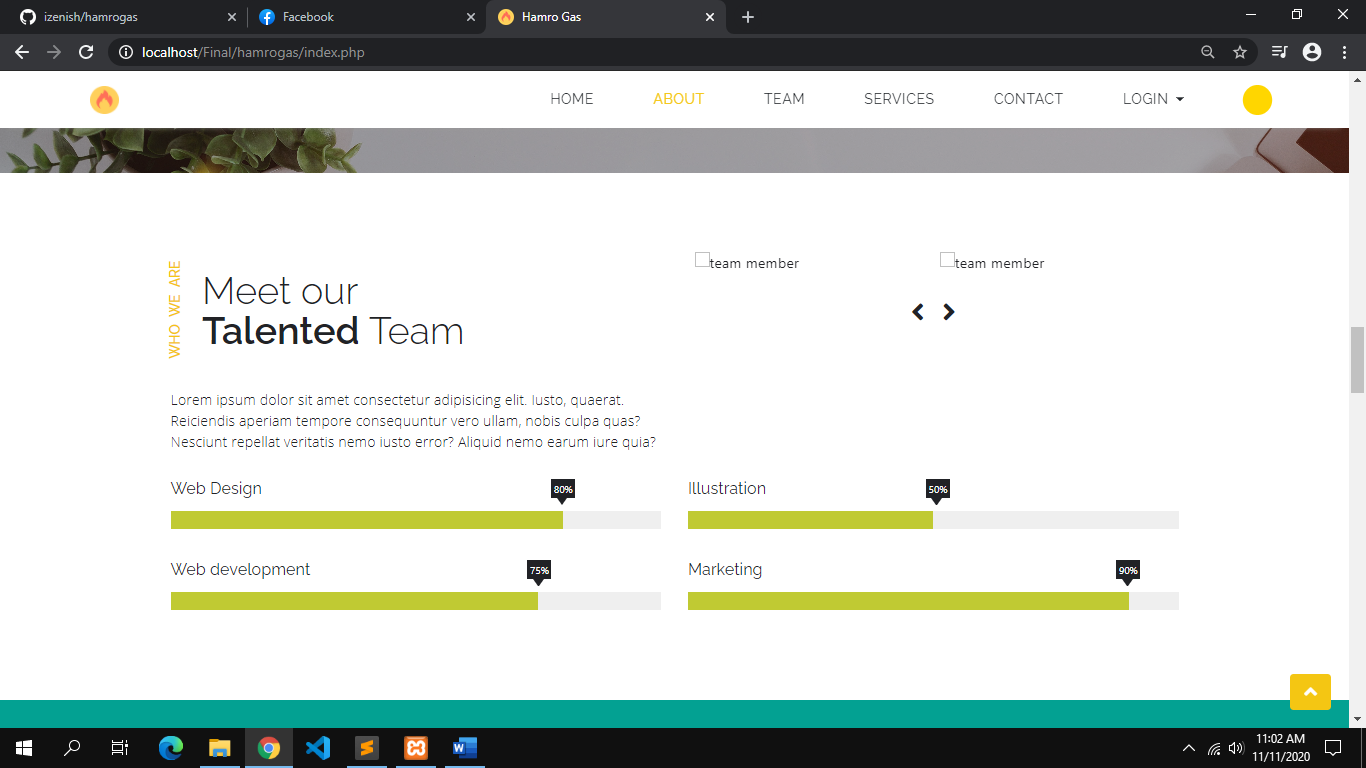 izenish/hamrogas
Facebook
Hamro Gas
localhost/Final/hamrogas/index.php
HOME
ABOUT
TEAM
SERVICES
CONTACT
LOGIN
WHO WE ARE
Meet our
Talented Team
team member
team member
Lorem ipsum dolor sit amet consectetur adipisicing elit. Iusto, quaerat.
Reiciendis aperiam tempore consequuntur vero ullam, nobis culpa quas?
Nesciunt repellat veritatis nemo iusto error? Aliquid nemo earum iure quia?
Web Design
80%
Illustration
50%
Web development
75%
Marketing
90%
11:02 AM
11/11/2020